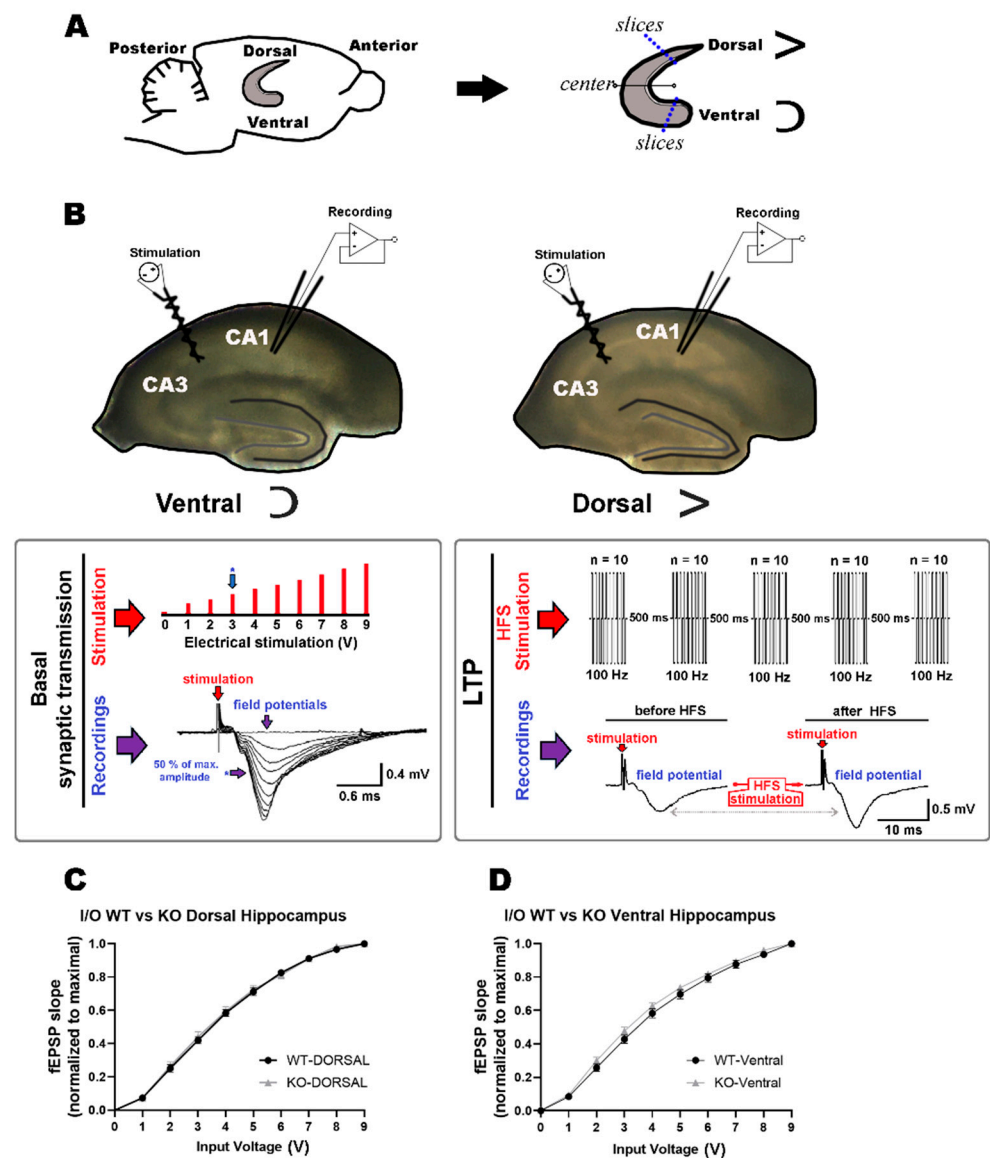 A
Posterior
Dorsal
Anterior
Ventral
slices
Dorsal
center
Ventral
slices
B
Recording
Stimulation
CA1
CA3
Ventral
Recording
Stimulation
CA1
CA3
Dorsal
Basal
synaptic transmission
Stimulation
*
0 1 2 3 4 5 6 7 8 9
Electrical stimulation (V)
Recordings
stimulation
field potentials
50 % of max.
amplitude
*
0.4 mV
0.6 ms
LTP
HFS
Stimulation
n = 10 n = 10 n = 10 n = 10 n = 10
500 ms 500 ms 500 ms 500 ms
100 Hz 100 Hz 100 Hz 100 Hz 100 Hz
Recordings
before HFS
after HFS
stimulation
stimulation
field potential
HFS
stimulation
field potential
0.5 mV
10 ms
C
I/O WT vs KO Dorsal Hippocampus
fEPSP slope
(normalized to maximal)
1.0
0.8
0.6
0.4
0.2
0.0
WT-DORSAL
KO-DORSAL
0 1 2 3 4 5 6 7 8 9
Input Voltage (V)
D
I/O WT vs KO Ventral Hippocampus
fEPSP slope
(normalized to maximal)
1.0
0.8
0.6
0.4
0.2
0.0
WT-Ventral
KO-Ventral
0 1 2 3 4 5 6 7 8 9
Input Voltage (V)